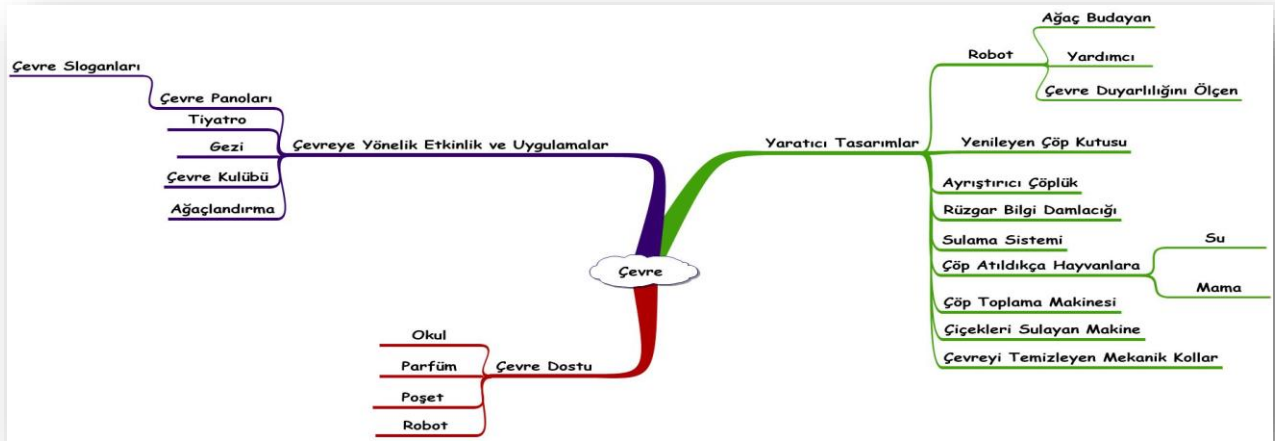 Çevre Sloganları
Çevre Panoları
Tiyatro
Gezi
Çevre Kulübü
Ağaçlandırma
Çevreye Yönelik Etkinlik ve Uygulamalar
Çevre
Yaratıcı Tasarımlar
Robot
Ağaç Budayan
Yardımcı
Çevre Duyarlılığını Ölçen
Yenileyen Çöp Kutusu
Ayrıştırıcı Çöplük
Rüzgar Bilgi Damlacığı
Sulama Sistemi
Çöp Atıldıkça Hayvanlara
Su
Mama
Çöp Toplama Makinesi
Çiçekleri Sulayan Makine
Çevreyi Temizleyen Mekanik Kollar
Çevre Dostu
Okul
Parfüm
Poşet
Robot